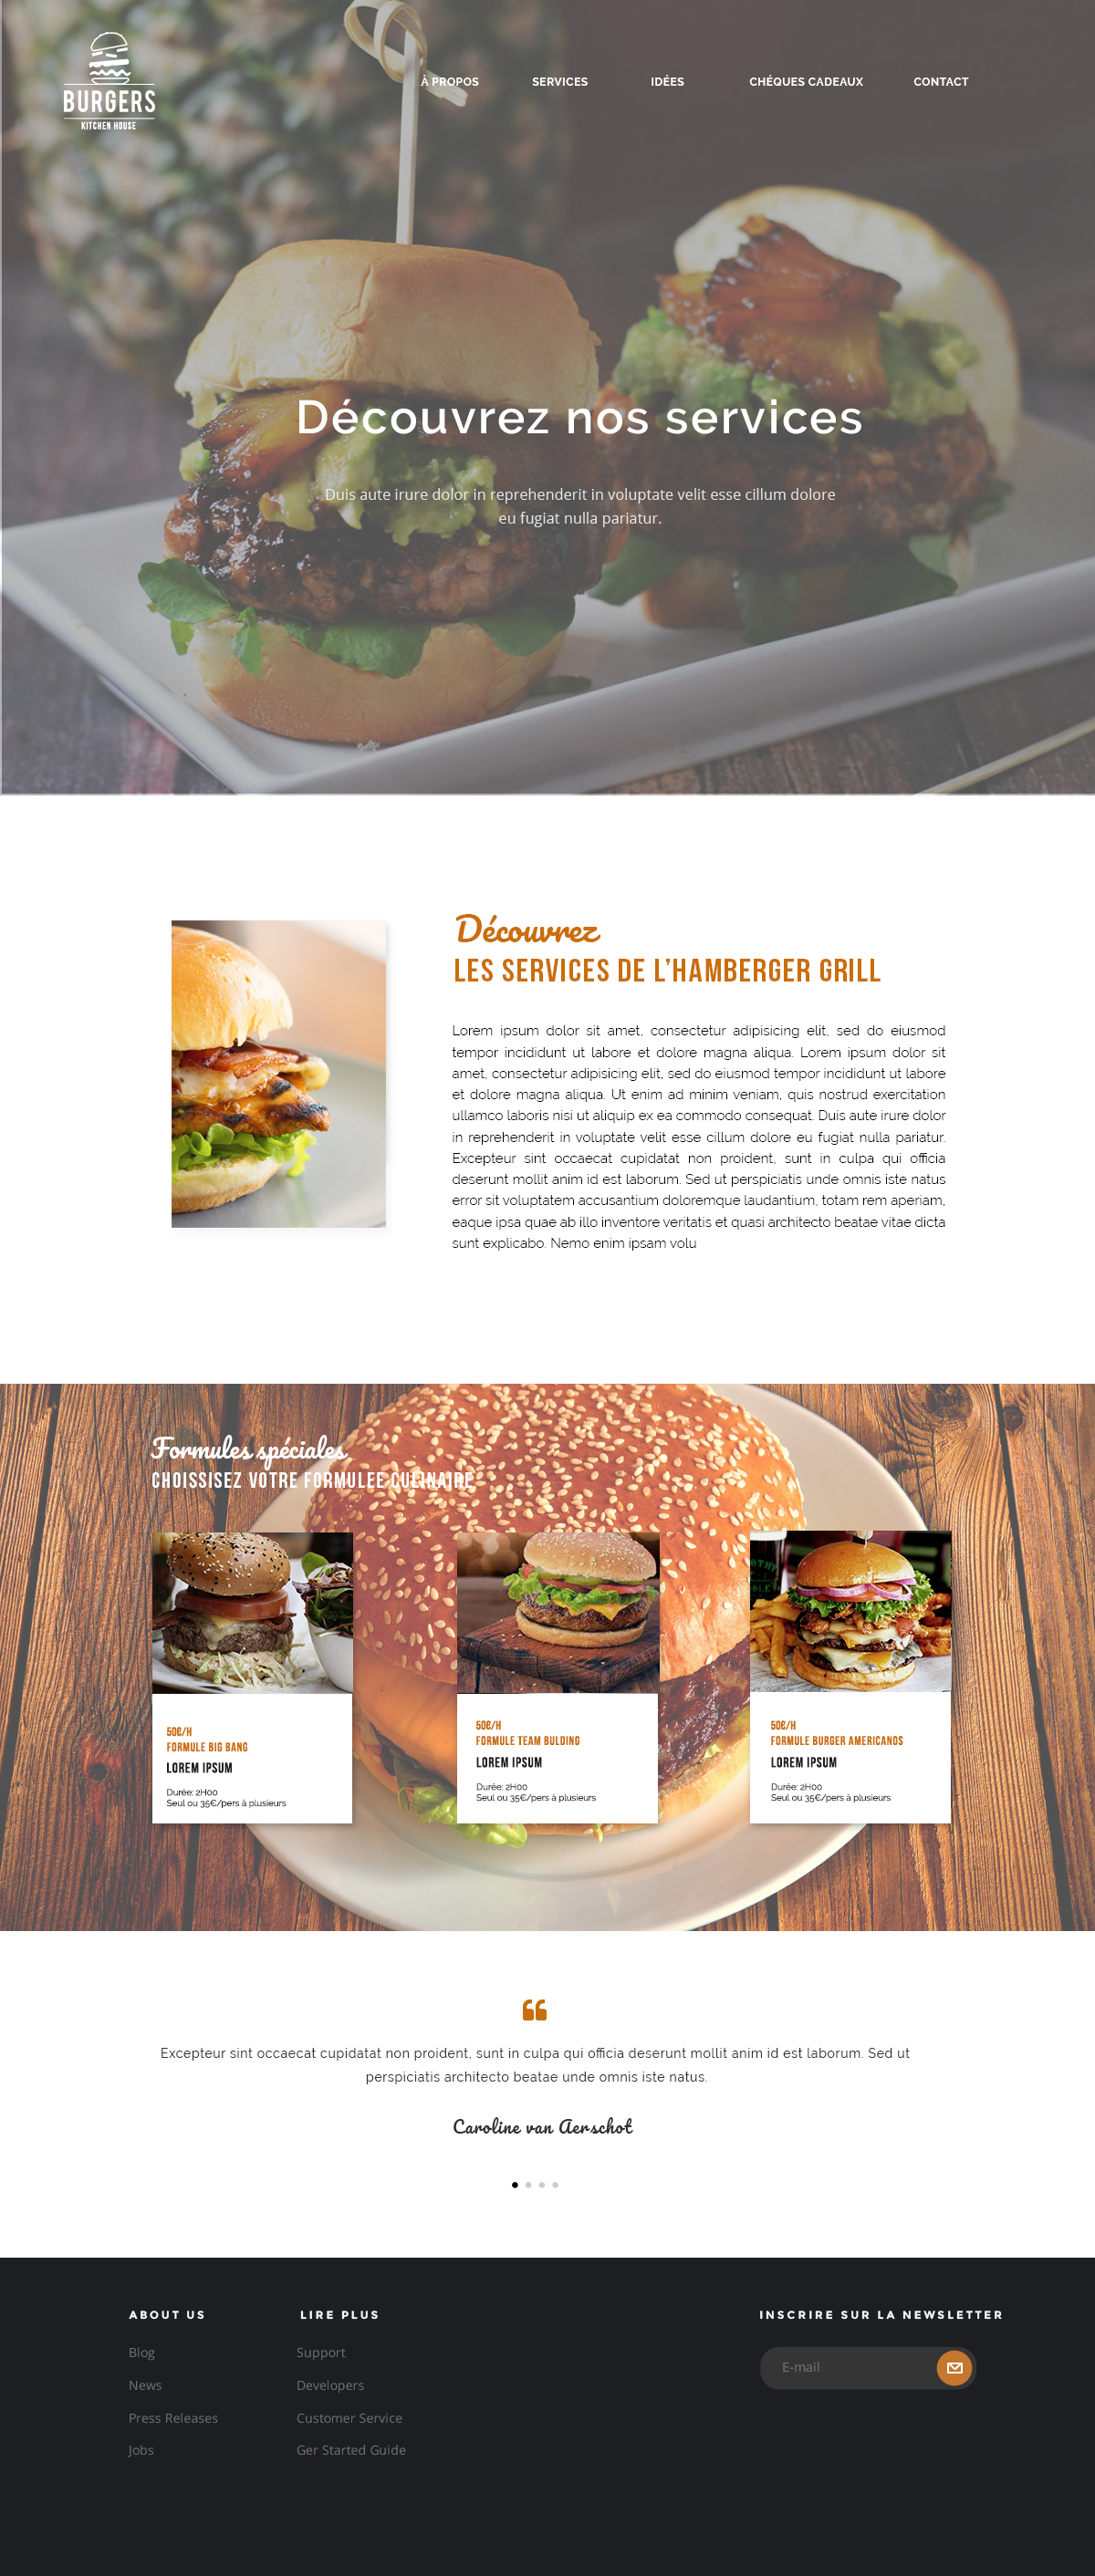 BURGERS
KITCHEN HOUSE
À PROPOS
SERVICES
IDÉES
CHÉQUES CADEAUX
CONTACT
Découvrez nos services
Duis aute irure dolor in reprehenderit in voluptate velit esse cillum dolore
eu fugiat nulla pariatur.
Découvrez
LES SERVICES DE L'HAMBERGER GRILL
Lorem ipsum dolor sit amet, consectetur adipisicing elit, sed do eiusmod
tempor incididunt ut labore et dolore magna aliqua. Lorem ipsum dolor sit
amet, consectetur adipisicing elit, sed do eiusmod tempor incididunt ut labore
et dolore magna aliqua. Ut enim ad minim veniam, quis nostrud exercitation
ullamco laboris nisi ut aliquip ex ea commodo consequat. Duis aute irure dolor
in reprehenderit in voluptate velit esse cillum dolore eu fugiat nulla pariatur.
Excepteur sint occaecat cupidatat non proident, sunt in culpa qui officia
deserunt mollit anim id est laborum. Sed ut perspiciatis unde omnis iste natus
error sit voluptatem accusantium doloremque laudantium, totam rem aperiam,
eaque ipsa quae ab illo inventore veritatis et quasi architecto beatae vitae dicta
sunt explicabo. Nemo enim ipsam volu
Formules spéciales
CHOISSISEZ VOTRE FORMULEE CULINAIRE
50€/H
FORMULE BIG BANG
LOREM IPSUM
Durée: 2H00
Seul ou 35€/pers à plusieurs
50€/H
FORMULE TEAM BULDING
LOREM IPSUM
Durée: 2H00
Seul ou 35€/pers à plusieurs
50€/H
FORMULE BURGER AMERICANOS
LOREM IPSUM
Durée: 2H00
Seul ou 35€/pers à plusieurs
Excepteur sint occaecat cupidatat non proident, sunt in culpa qui officia deserunt mollit anim id est laborum. Sed ut
perspiciatis architecto beatae unde omnis iste natus.
Caroline van Aerschot
ABOUT US
Blog
News
Press Releases
Jobs
LIRE PLUS
Support
Developers
Customer Service
Ger Started Guide
INSCRIRE SUR LA NEWSLETTER
E-mail